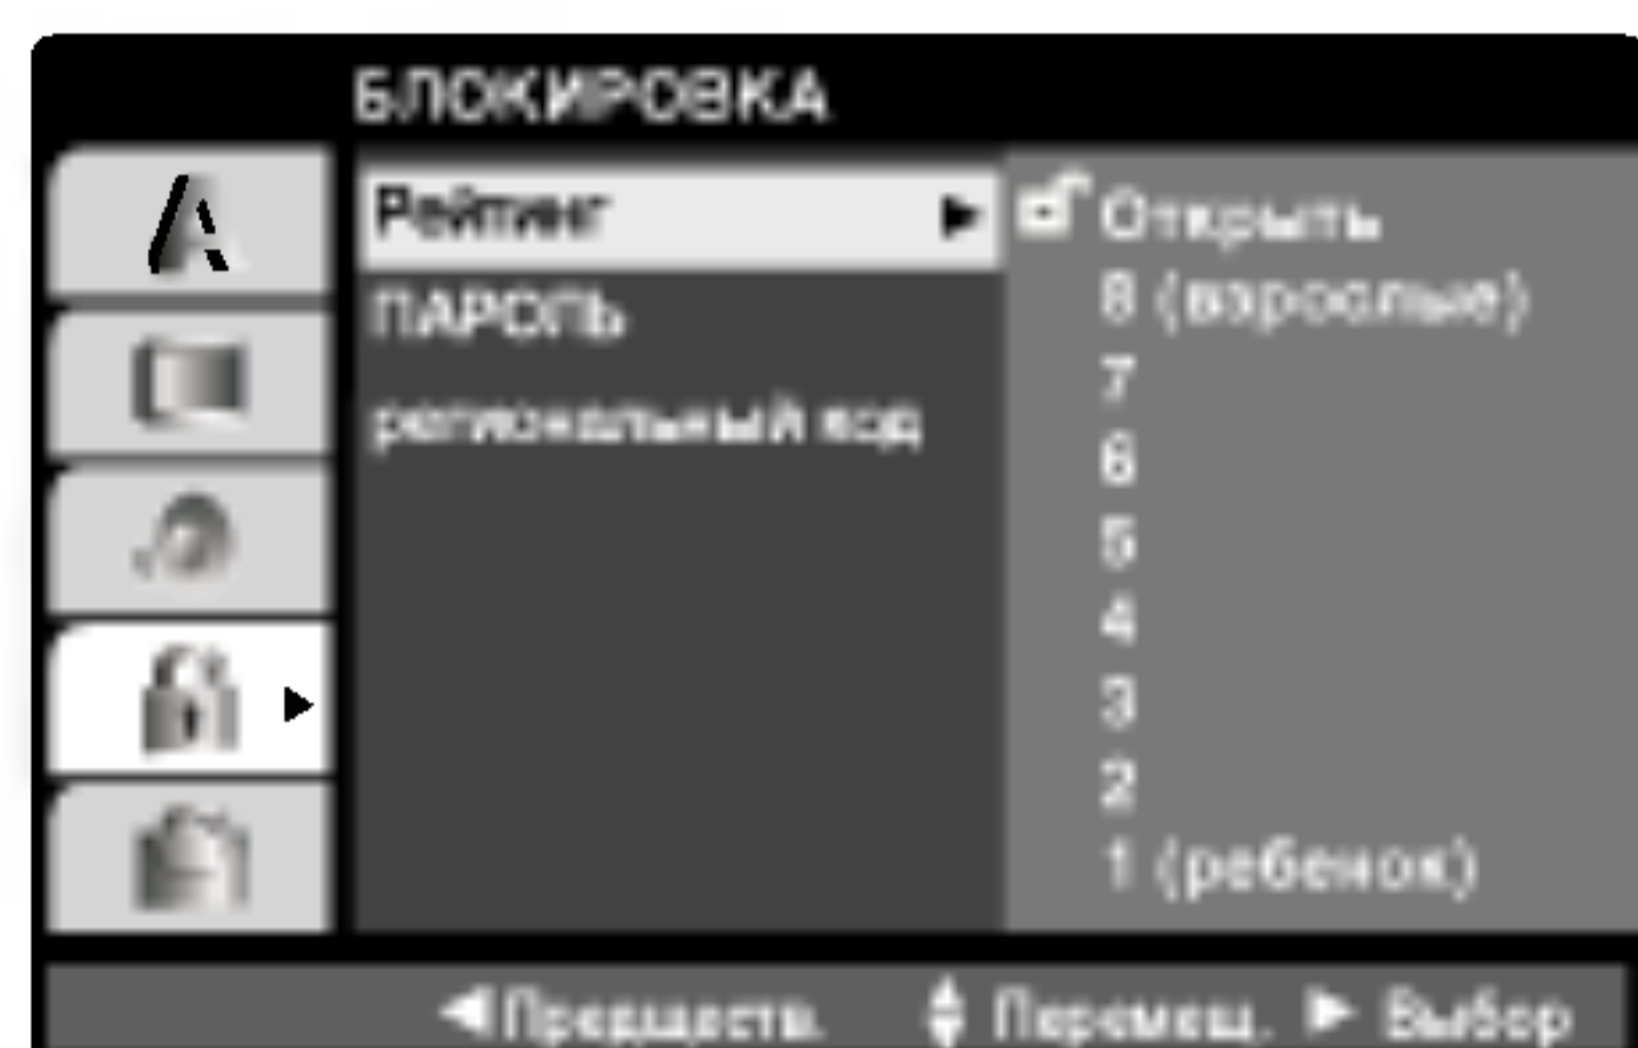 БЛОКИРОВКА
Рейтинг ▶ Открыть
8 (взрослые)
ПАРОЛЬ
7
региональный код
6
5
4
3
2
1 (ребенок)
◀ Предшеств. Перемещ. ▶ Выбор